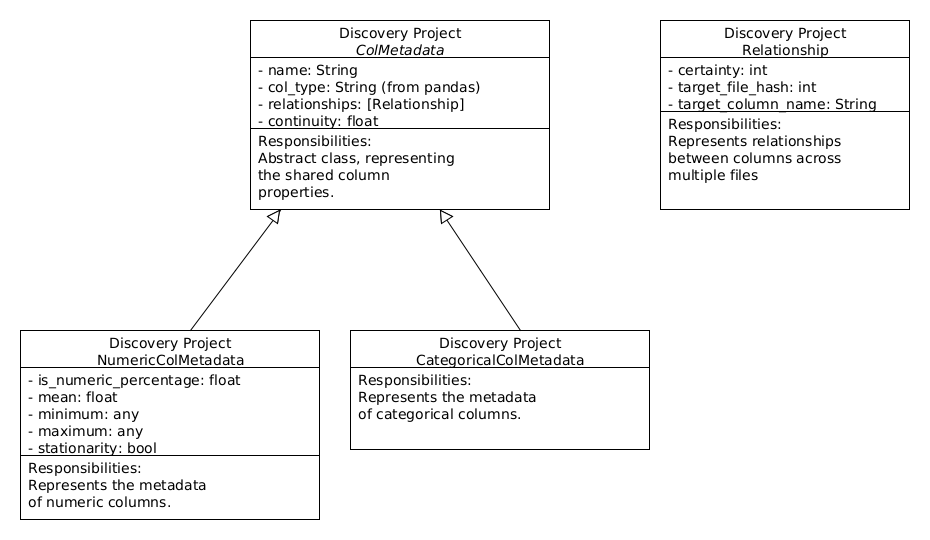 Discovery Project
ColMetadata
- name: String
- col_type: String (from pandas)
- relationships: [Relationship]
- continuity: float
Responsibilities:
Abstract class, representing
the shared column
properties.
Discovery Project
Relationship
- certainty: int
- target_file_hash: int
- target_column_name: String
Responsibilities:
Represents relationships
between columns across
multiple files
Discovery Project
NumericColMetadata
- is_numeric_percentage: float
- mean: float
- minimum: any
- maximum: any
- stationarity: bool
Responsibilities:
Represents the metadata
of numeric columns.
Discovery Project
CategoricalColMetadata
Responsibilities:
Represents the metadata
of categorical columns.